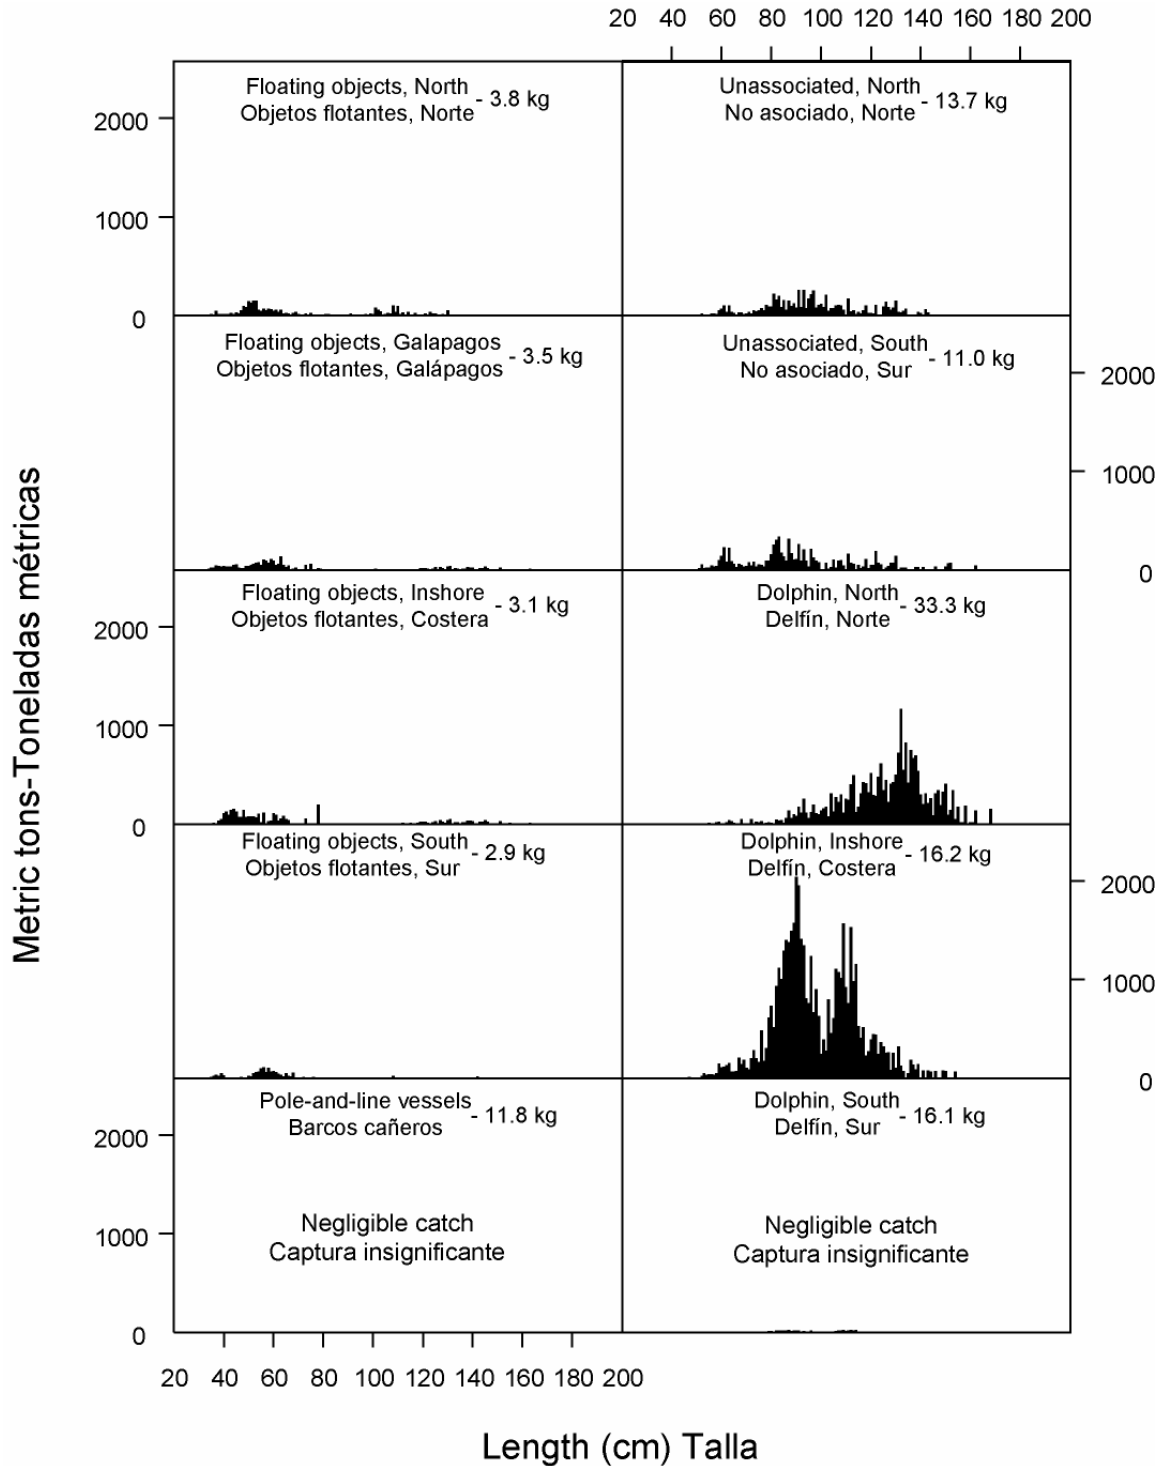 20 40 60 80 100 120 140 160 180 200
Floating objects, North
Objetos flotantes, Norte
- 3.8 kg
2000
1000
0
Unassociated, North
No asociado, Norte
- 13.7 kg
Floating objects, Galapagos
Objetos flotantes, Galápagos
- 3.5 kg
Unassociated, South
No asociado, Sur
- 11.0 kg
2000
1000
0
Floating objects, Inshore
Objetos flotantes, Costera
- 3.1 kg
2000
1000
0
Dolphin, North
Delfín, Norte
- 33.3 kg
Floating objects, South
Objetos flotantes, Sur
- 2.9 kg
Dolphin, Inshore
Delfín, Costera
- 16.2 kg
2000
1000
0
Pole-and-line vessels
Barcos cañeros
- 11.8 kg
2000
1000
0
Negligible catch
Captura insignificante
Dolphin, South
Delfín, Sur
- 16.1 kg
Negligible catch
Captura insignificante
20 40 60 80 100 120 140 160 180 200
Metric tons-Toneladas métricas
Length (cm) Talla